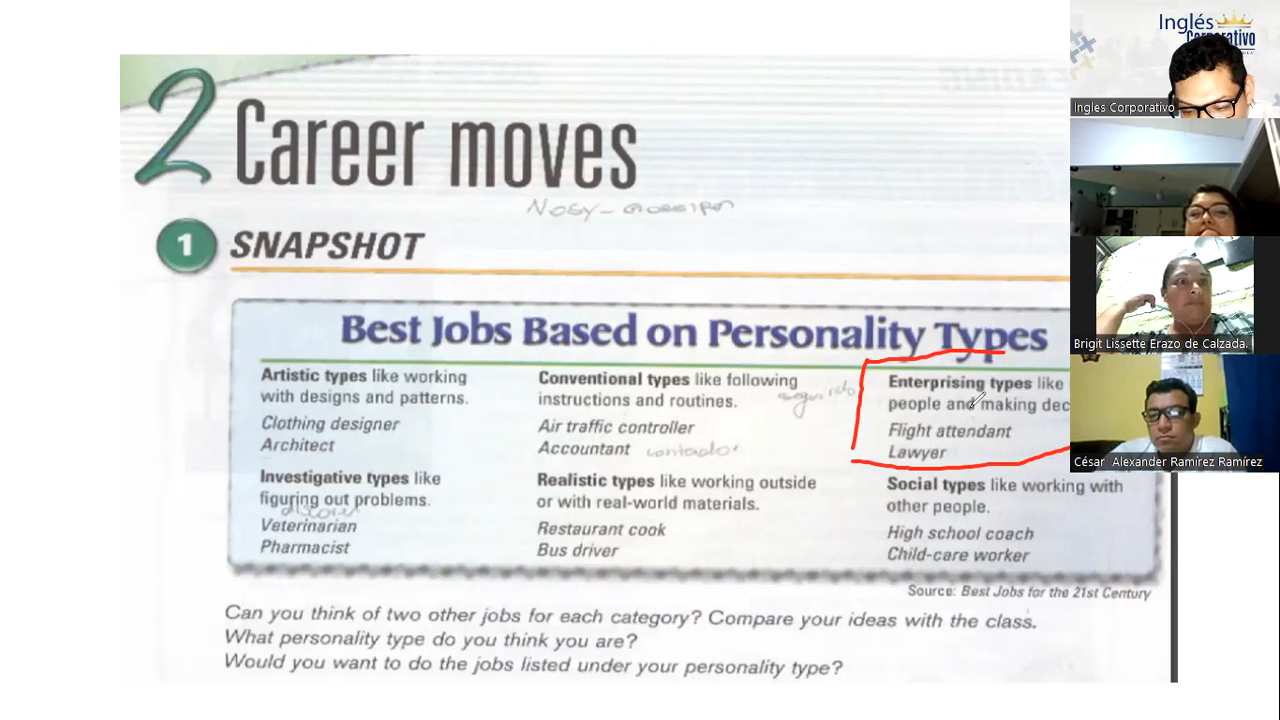 2 Career moves
Nosy - Gossiper
1 SNAPSHOT
Best Jobs Based on Personality Types
Artistic types like working
with designs and patterns.
Clothing designer
Architect
Conventional types like following
instructions and routines.
Air traffic controller
Accountant contador
Enterprising types like
people and making dec
Flight attendant
Lawyer
Investigative types like
figuring out problems.
Veterinarian
Pharmacist
Realistic types like working outside
or with real-world materials.
Restaurant cook
Bus driver
Social types like working with
other people.
High school coach
Child-care worker
Source: Best Jobs for the 21st Century
Can you think of two other jobs for each category? Compare your ideas with the class.
What personality type do you think you are?
Would you want to do the jobs listed under your personality type?
Inglés
Corporativo
Ingles Corporativo
Brigit Lissette Erazo de Calzada.
César Alexander Ramírez Ramírez